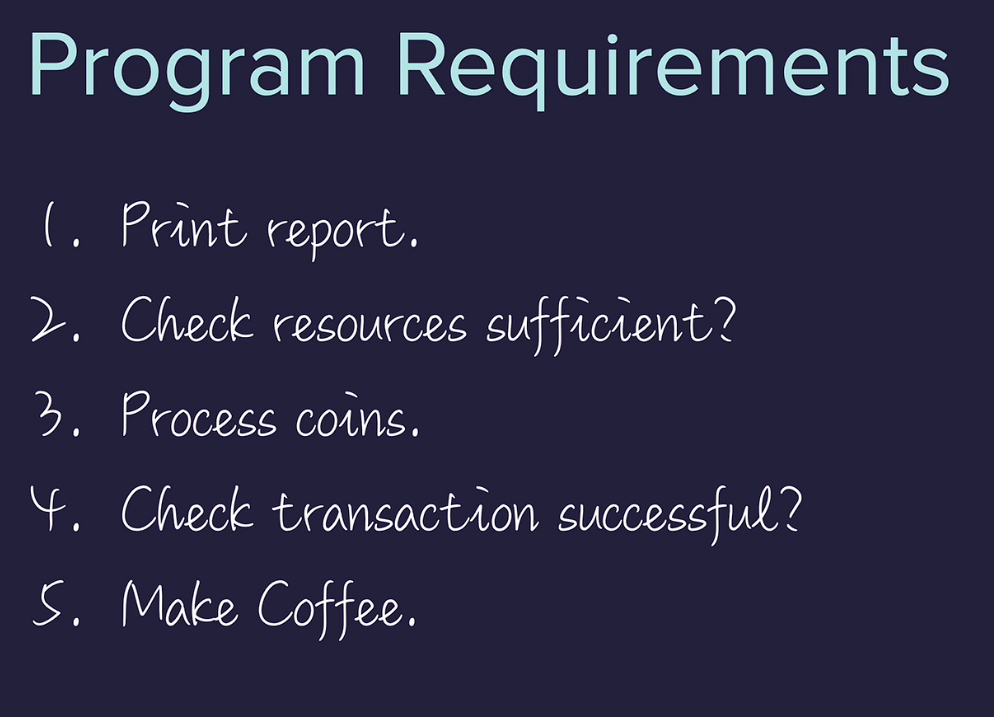 Program Requirements
1. Print report.
2. Check resources sufficient?
3. Process coins.
4. Check transaction successful?
5. Make Coffee.